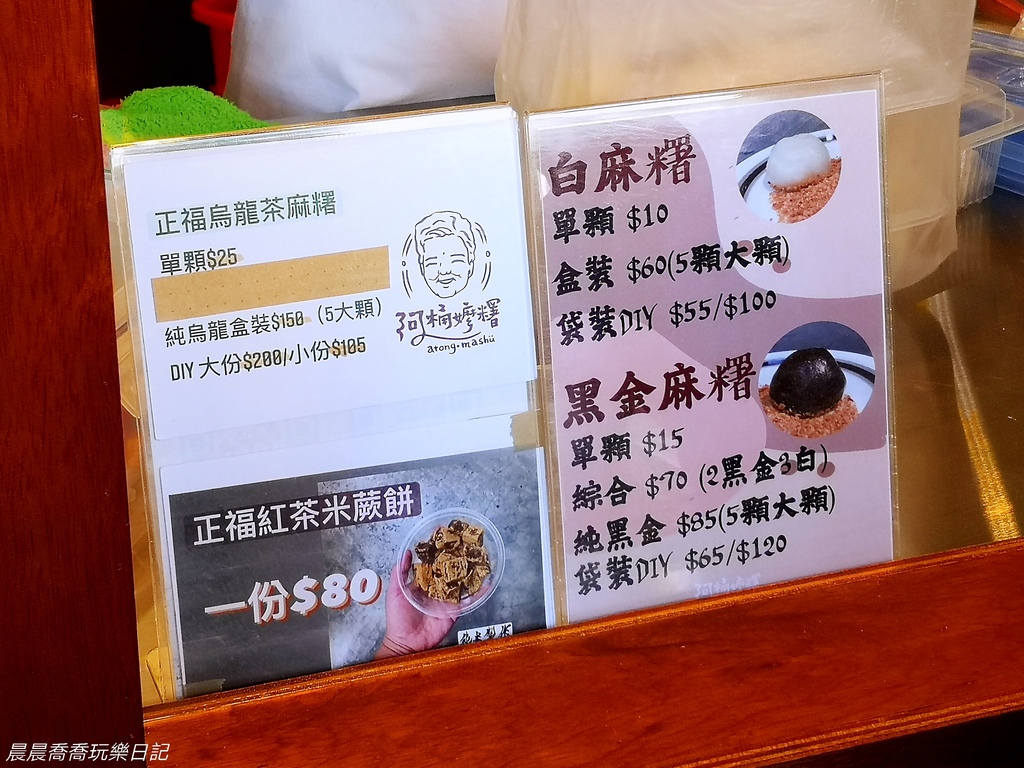 正福烏龍茶麻糬
單顆$25
純烏龍盒裝$150 (5大顆)
DIY 大份$200/小份$105
阿桶嬤糬
atong.mashu
正福紅茶米蕨餅
一份$80
白麻糬
單顆 $10
盒裝 $60(5顆大顆)
袋裝DIY $55/$100
黑金麻糬
單顆 $15
綜合 $70 (2黑金3白)
純黑金 $85(5顆大顆)
袋裝DIY $65/$120
晨晨喬喬玩樂日記